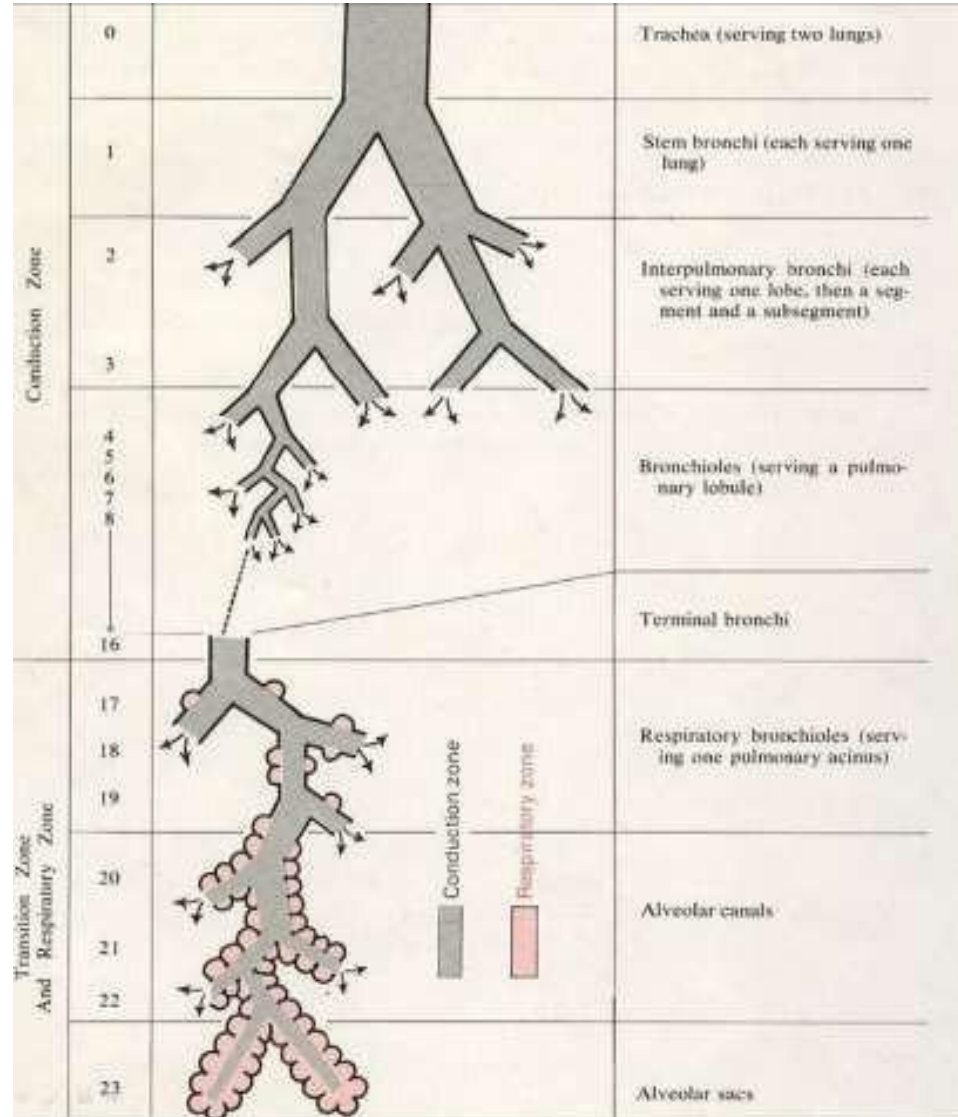 0
Trachea (serving two lungs)
1
Stem bronchi (each serving one
lung)
2
Interpulmonary bronchi (each
serving one lobe, then a seg-
ment and a subsegment)
3
Conduction Zone
4
5
6
7
8
Bronchioles (serving a pulmo-
nary lobule)
Terminal bronchi
16
17
Respiratory bronchioles (serv-
ing one pulmonary acinus)
18
19
Conduction zone
Respiratory zone
Transition Zone
And Respiratory Zone
20
Alveolar canals
21
22
23
Alveolar sacs